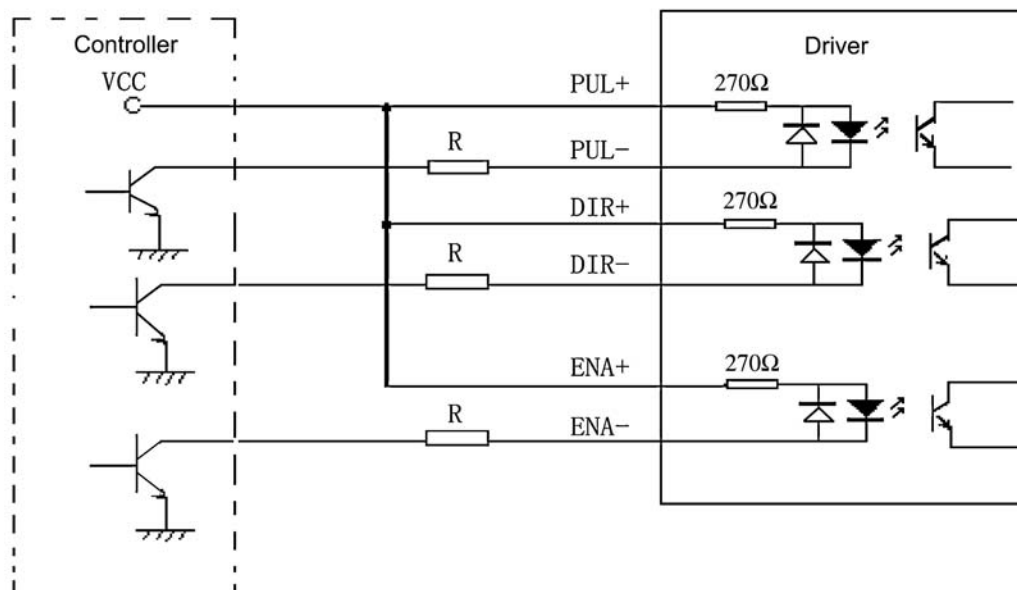 Controller
Driver
VCC
PUL+
270Ω
R
PUL-
DIR+
270Ω
R
DIR-
ENA+
270Ω
R
ENA-